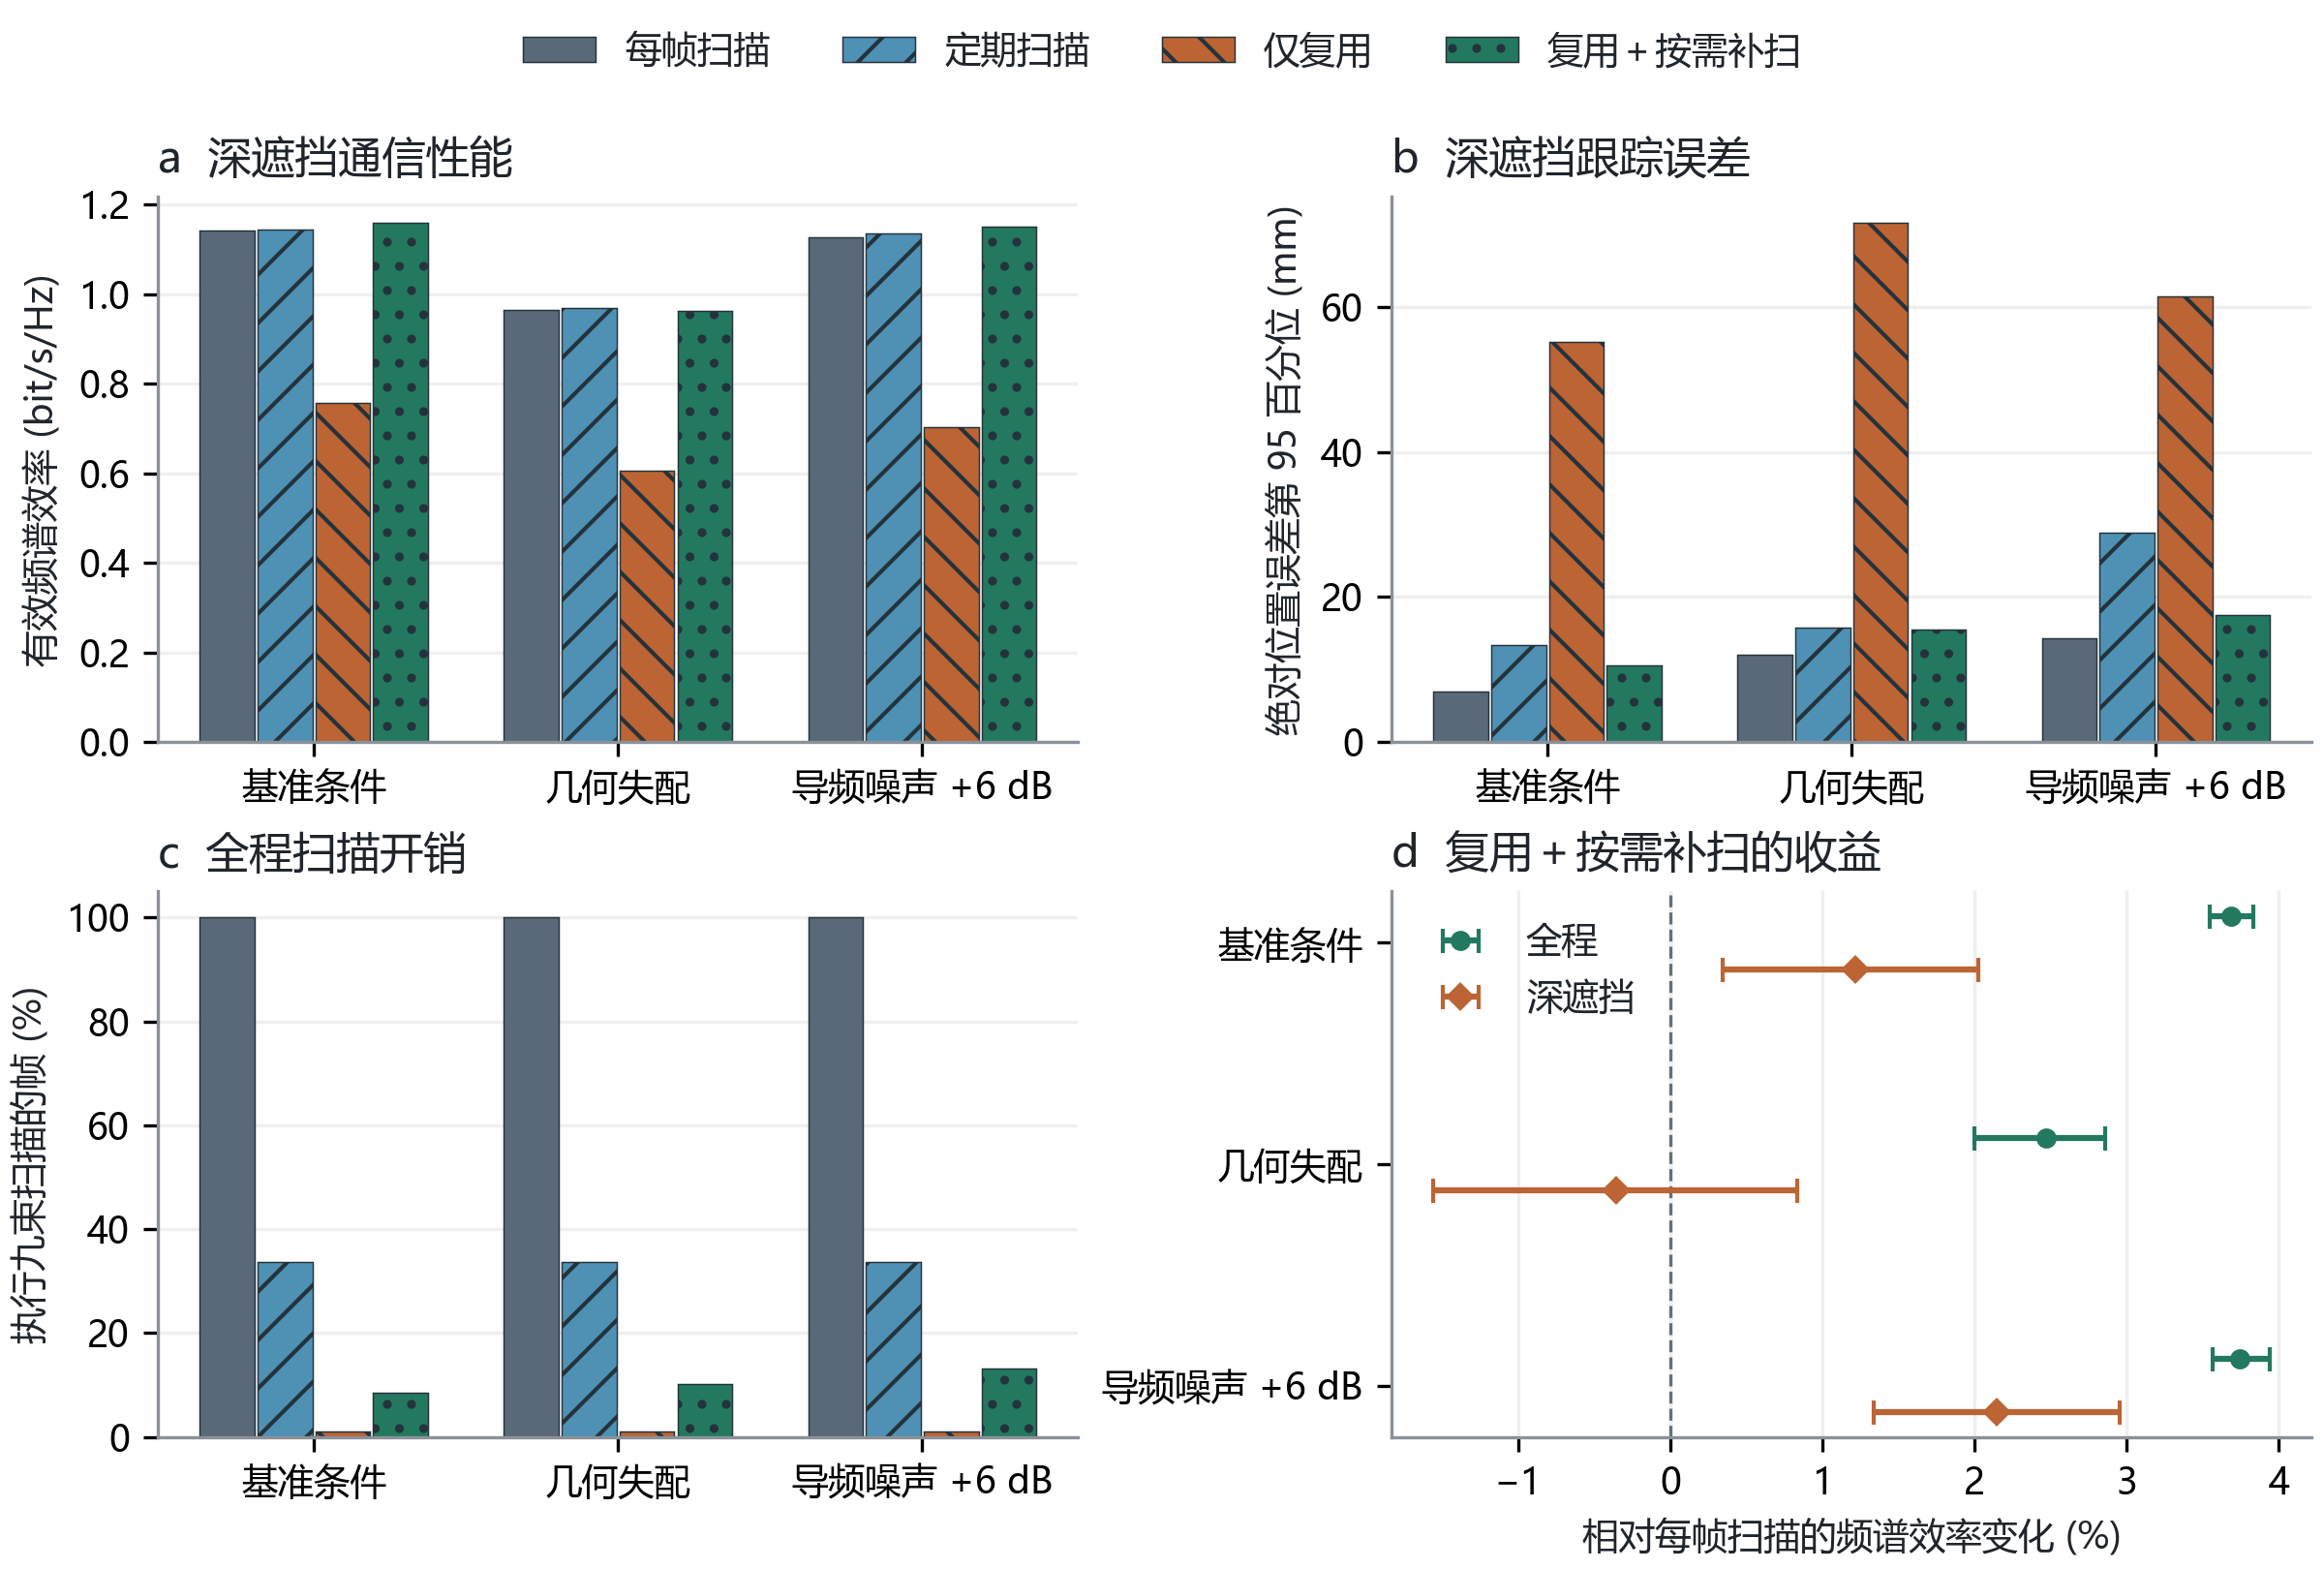 每帧扫描 定期扫描 仅复用 复用 + 按需补扫
a 深遮挡通信性能
有效频谱效率 (bit/s/Hz)
1.2
1.0
0.8
0.6
0.4
0.2
0.0
基准条件 几何失配 导频噪声 +6 dB
b 深遮挡跟踪误差
绝对位置误差第 95 百分位 (mm)
60
40
20
0
基准条件 几何失配 导频噪声 +6 dB
c 全程扫描开销
执行九束扫描的帧 (%)
100
80
60
40
20
0
基准条件 几何失配 导频噪声 +6 dB
d 复用 + 按需补扫的收益
全程
深遮挡
基准条件
几何失配
导频噪声 +6 dB
−1 0 1 2 3 4
相对每帧扫描的频谱效率变化 (%)